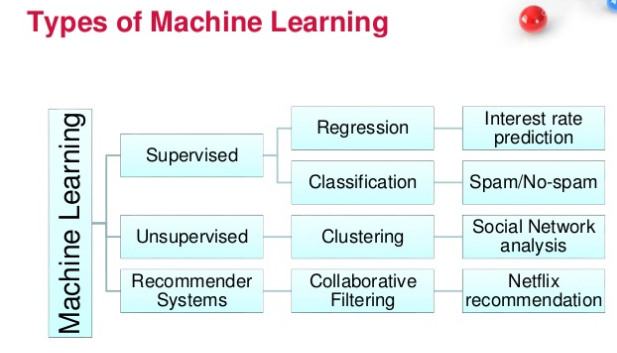 Types of Machine Learning
Machine Learning
Supervised
Regression
Interest rate
prediction
Classification
Spam/No-spam
Unsupervised
Clustering
Social Network
analysis
Recommender
Systems
Collaborative
Filtering
Netflix
recommendation